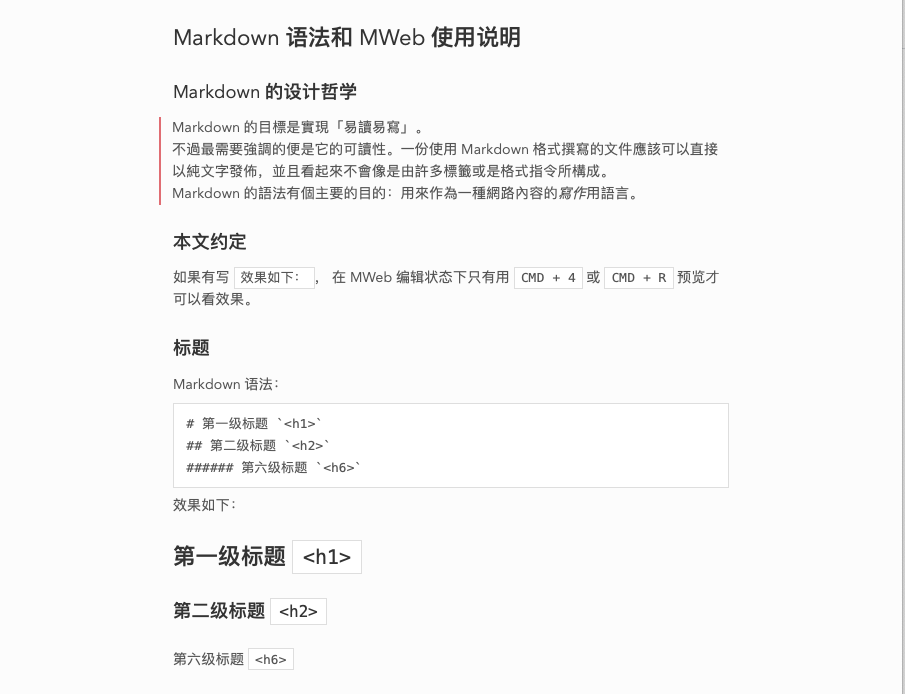 Markdown 语法和 MWeb 使用说明
Markdown 的设计哲学
Markdown 的目標是實現「易讀易寫」。
不過最需要強調的便是它的可讀性。一份使用 Markdown 格式撰寫的文件應該可以直接
以純文字發佈，並且看起來不會像是由許多標籤或是格式指令所構成。
Markdown 的語法有個主要的目的：用來作為一種網路內容的寫作用語言。
本文约定
如果有写 效果如下： ， 在 MWeb 编辑状态下只有用 CMD + 4 或 CMD + R 预览才
可以看效果。
标题
Markdown 语法：
# 第一级标题 `<h1>`
## 第二级标题 `<h2>`
###### 第六级标题 `<h6>`
效果如下：
第一级标题 <h1>
第二级标题 <h2>
第六级标题 <h6>